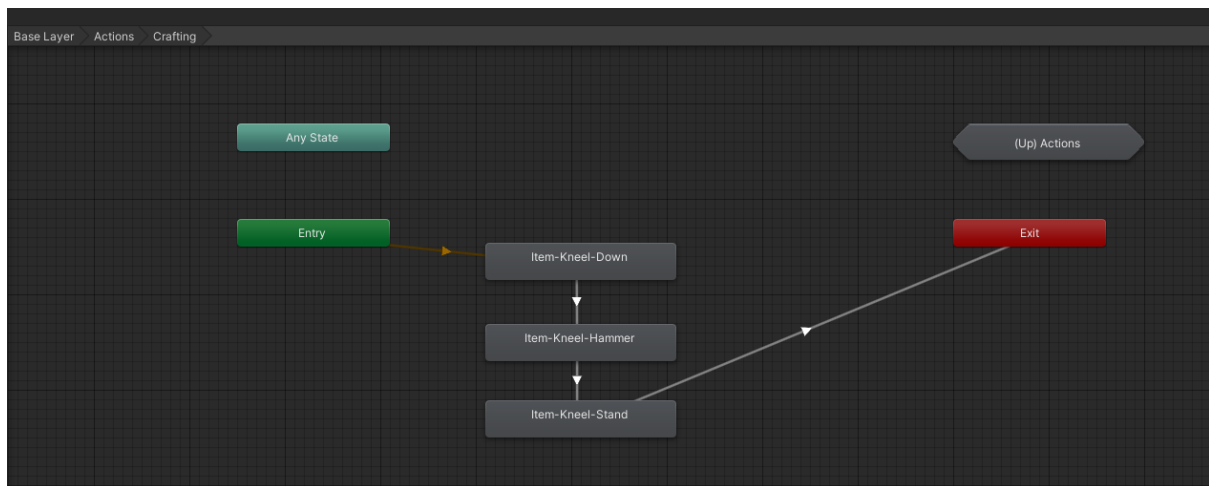 Base Layer Actions Crafting
Any State
(Up) Actions
Entry
Exit
Item-Kneel-Down
Item-Kneel-Hammer
Item-Kneel-Stand